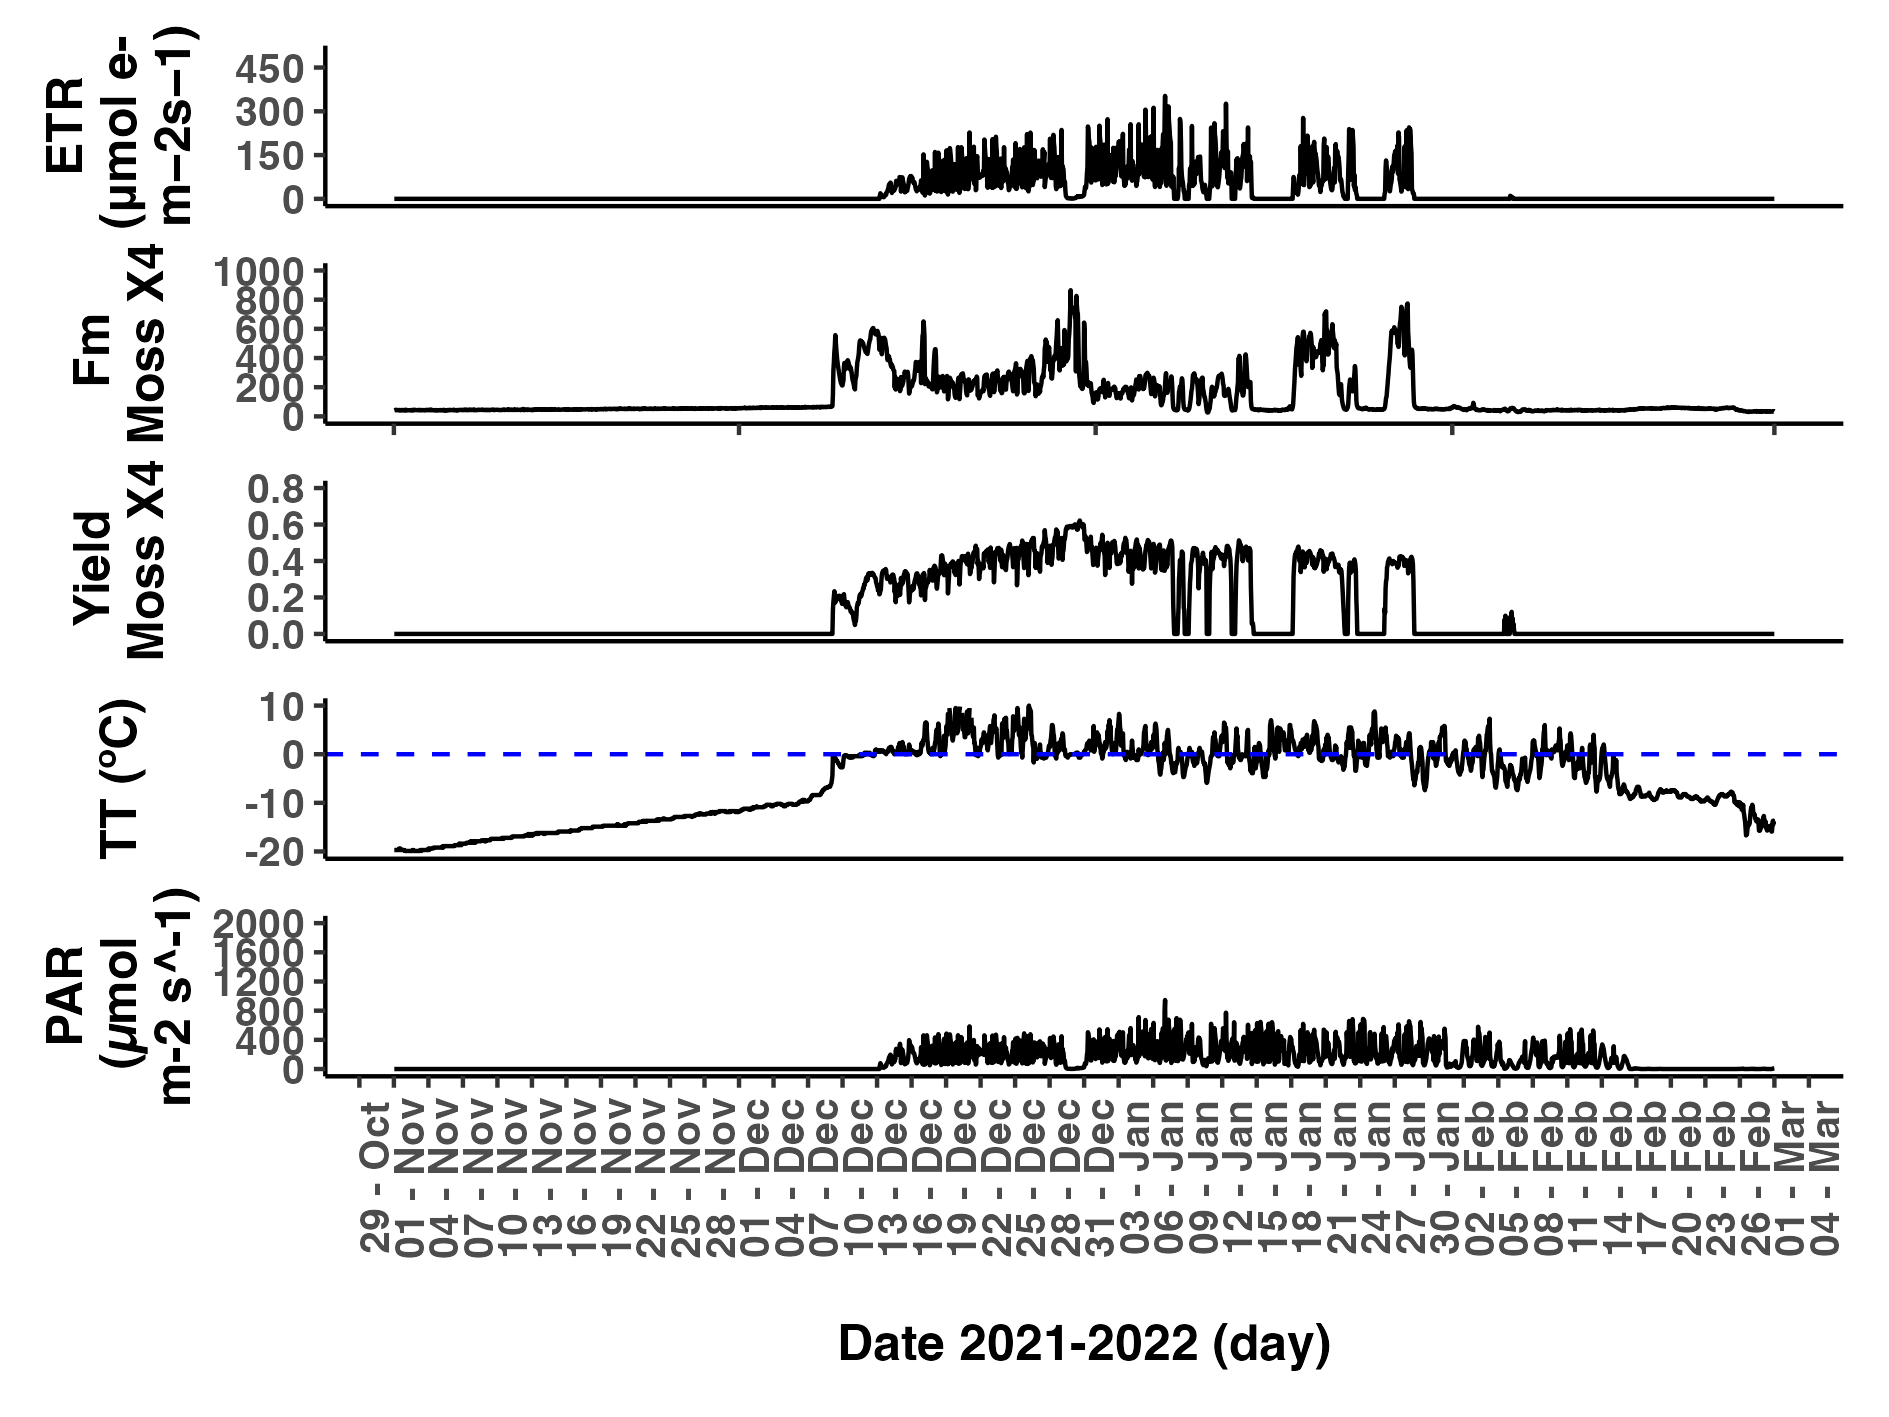 ETR
(μmol e-
m−2s−1)
450
300
150
0
Fm
Moss X4
1000
800
600
400
200
0
Yield
Moss X4
0.8
0.6
0.4
0.2
0.0
TT (ºC)
10
0
-10
-20
PAR
(μmol
m-2 s^-1)
2000
1600
1200
800
400
0
29 - Oct
01 - Nov
04 - Nov
07 - Nov
10 - Nov
13 - Nov
16 - Nov
19 - Nov
22 - Nov
25 - Nov
28 - Nov
01 - Dec
04 - Dec
07 - Dec
10 - Dec
13 - Dec
16 - Dec
19 - Dec
22 - Dec
25 - Dec
28 - Dec
31 - Dec
03 - Jan
06 - Jan
09 - Jan
12 - Jan
15 - Jan
18 - Jan
21 - Jan
24 - Jan
27 - Jan
30 - Jan
02 - Feb
05 - Feb
08 - Feb
11 - Feb
14 - Feb
17 - Feb
20 - Feb
23 - Feb
26 - Feb
01 - Mar
04 - Mar
Date 2021-2022 (day)